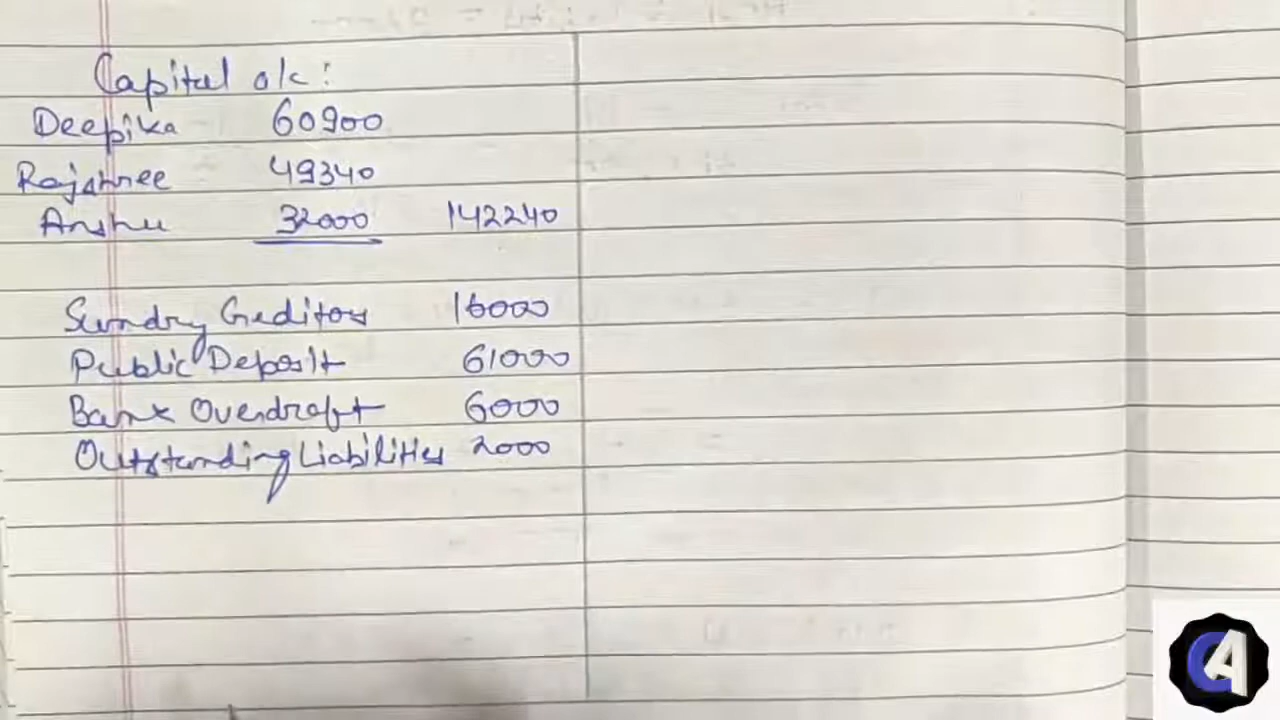 Capital a/c:
Deepika 60900
Rajshree 49340
Anshu 32000 142240
Sundry Creditors 16000
Public Deposit 61000
Bank Overdraft 6000
Outstanding Liabilities 2000
CA